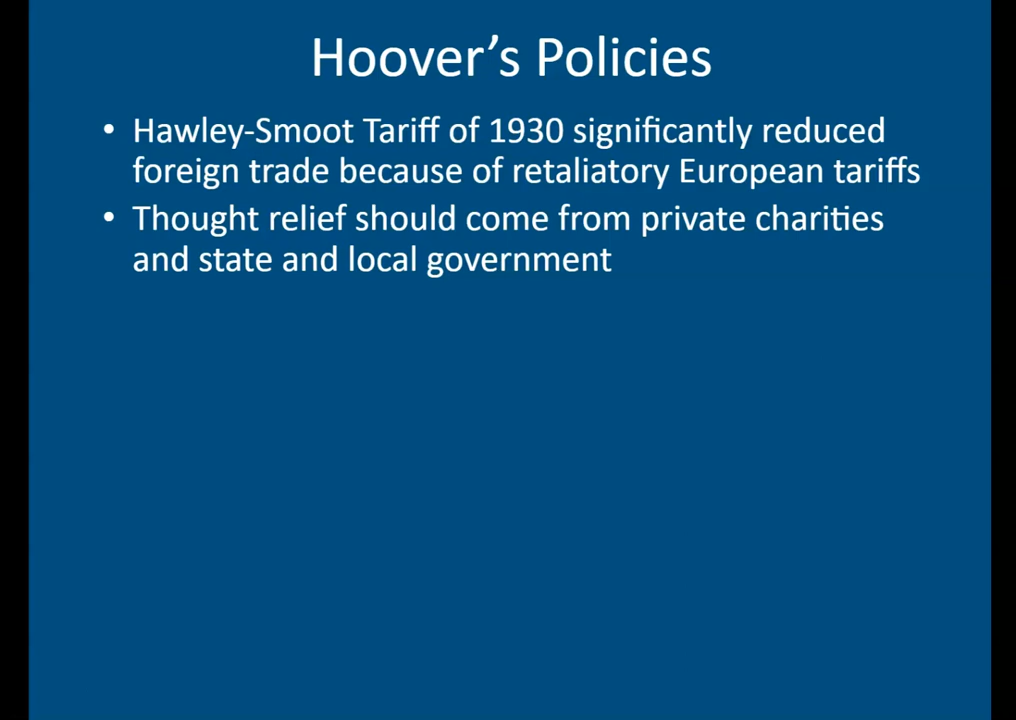 Hoover’s Policies
• Hawley-Smoot Tariff of 1930 significantly reduced
foreign trade because of retaliatory European tariffs
• Thought relief should come from private charities
and state and local government